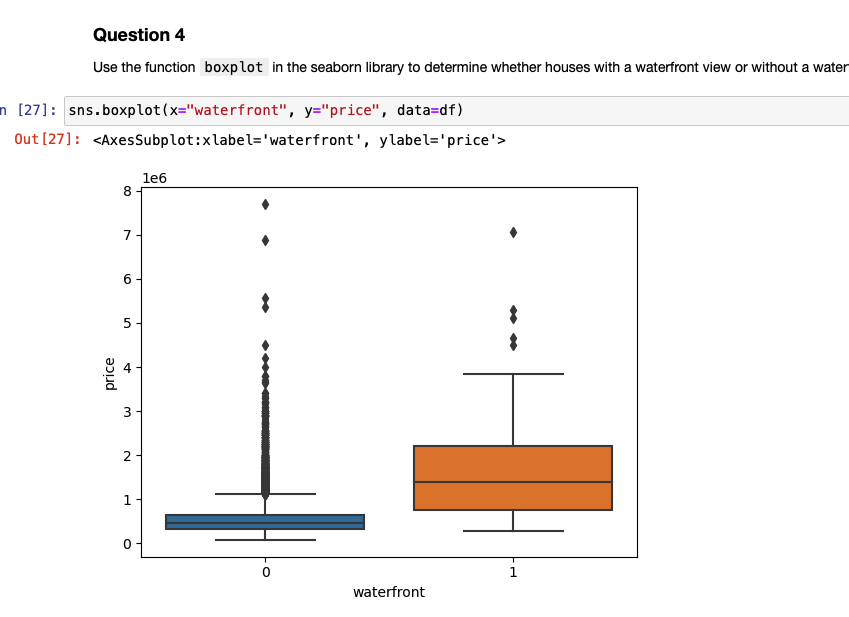 Question 4
Use the function boxplot in the seaborn library to determine whether houses with a waterfront view or without a water
n [27]: sns.boxplot(x="waterfront", y="price", data=df)
Out[27]: <AxesSubplot:xlabel='waterfront', ylabel='price'>
1e6
8
7
6
5
4
3
2
1
0
price
0 1
waterfront